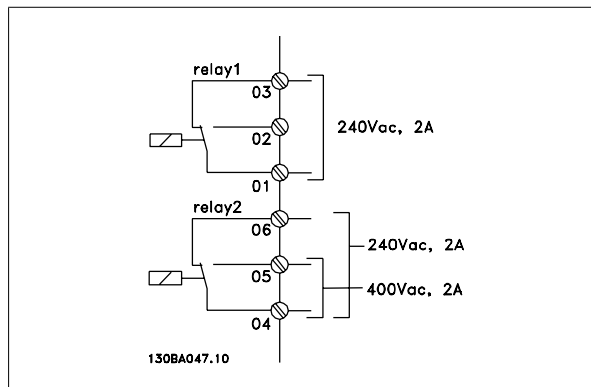 relay1
03
02
240Vac, 2A
01
relay2
06
240Vac, 2A
05
400Vac, 2A
04
130BA047.10